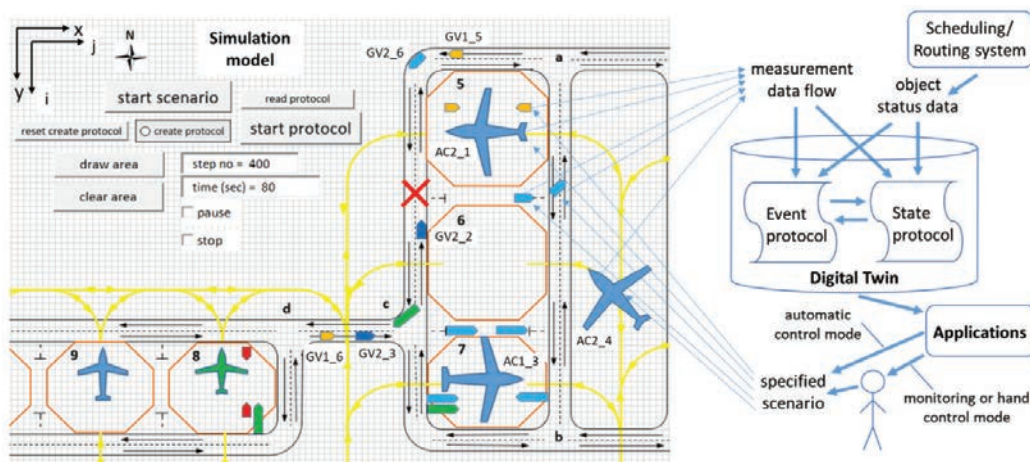 x
j
y
i
N
Simulation
model
start scenario
read protocol
reset create protocol
create protocol
start protocol
draw area
step no = 400
clear area
time (sec) = 80
pause
stop
GV1_5
GV2_6
a
5
AC2_1
6
GV2_2
c
d
GV1_6
GV2_3
7
AC1_3
AC2_4
9
8
b
Scheduling/
Routing system
measurement
data flow
object
status data
Event
protocol
State
protocol
Digital Twin
automatic
control mode
Applications
specified
scenario
monitoring or hand
control mode